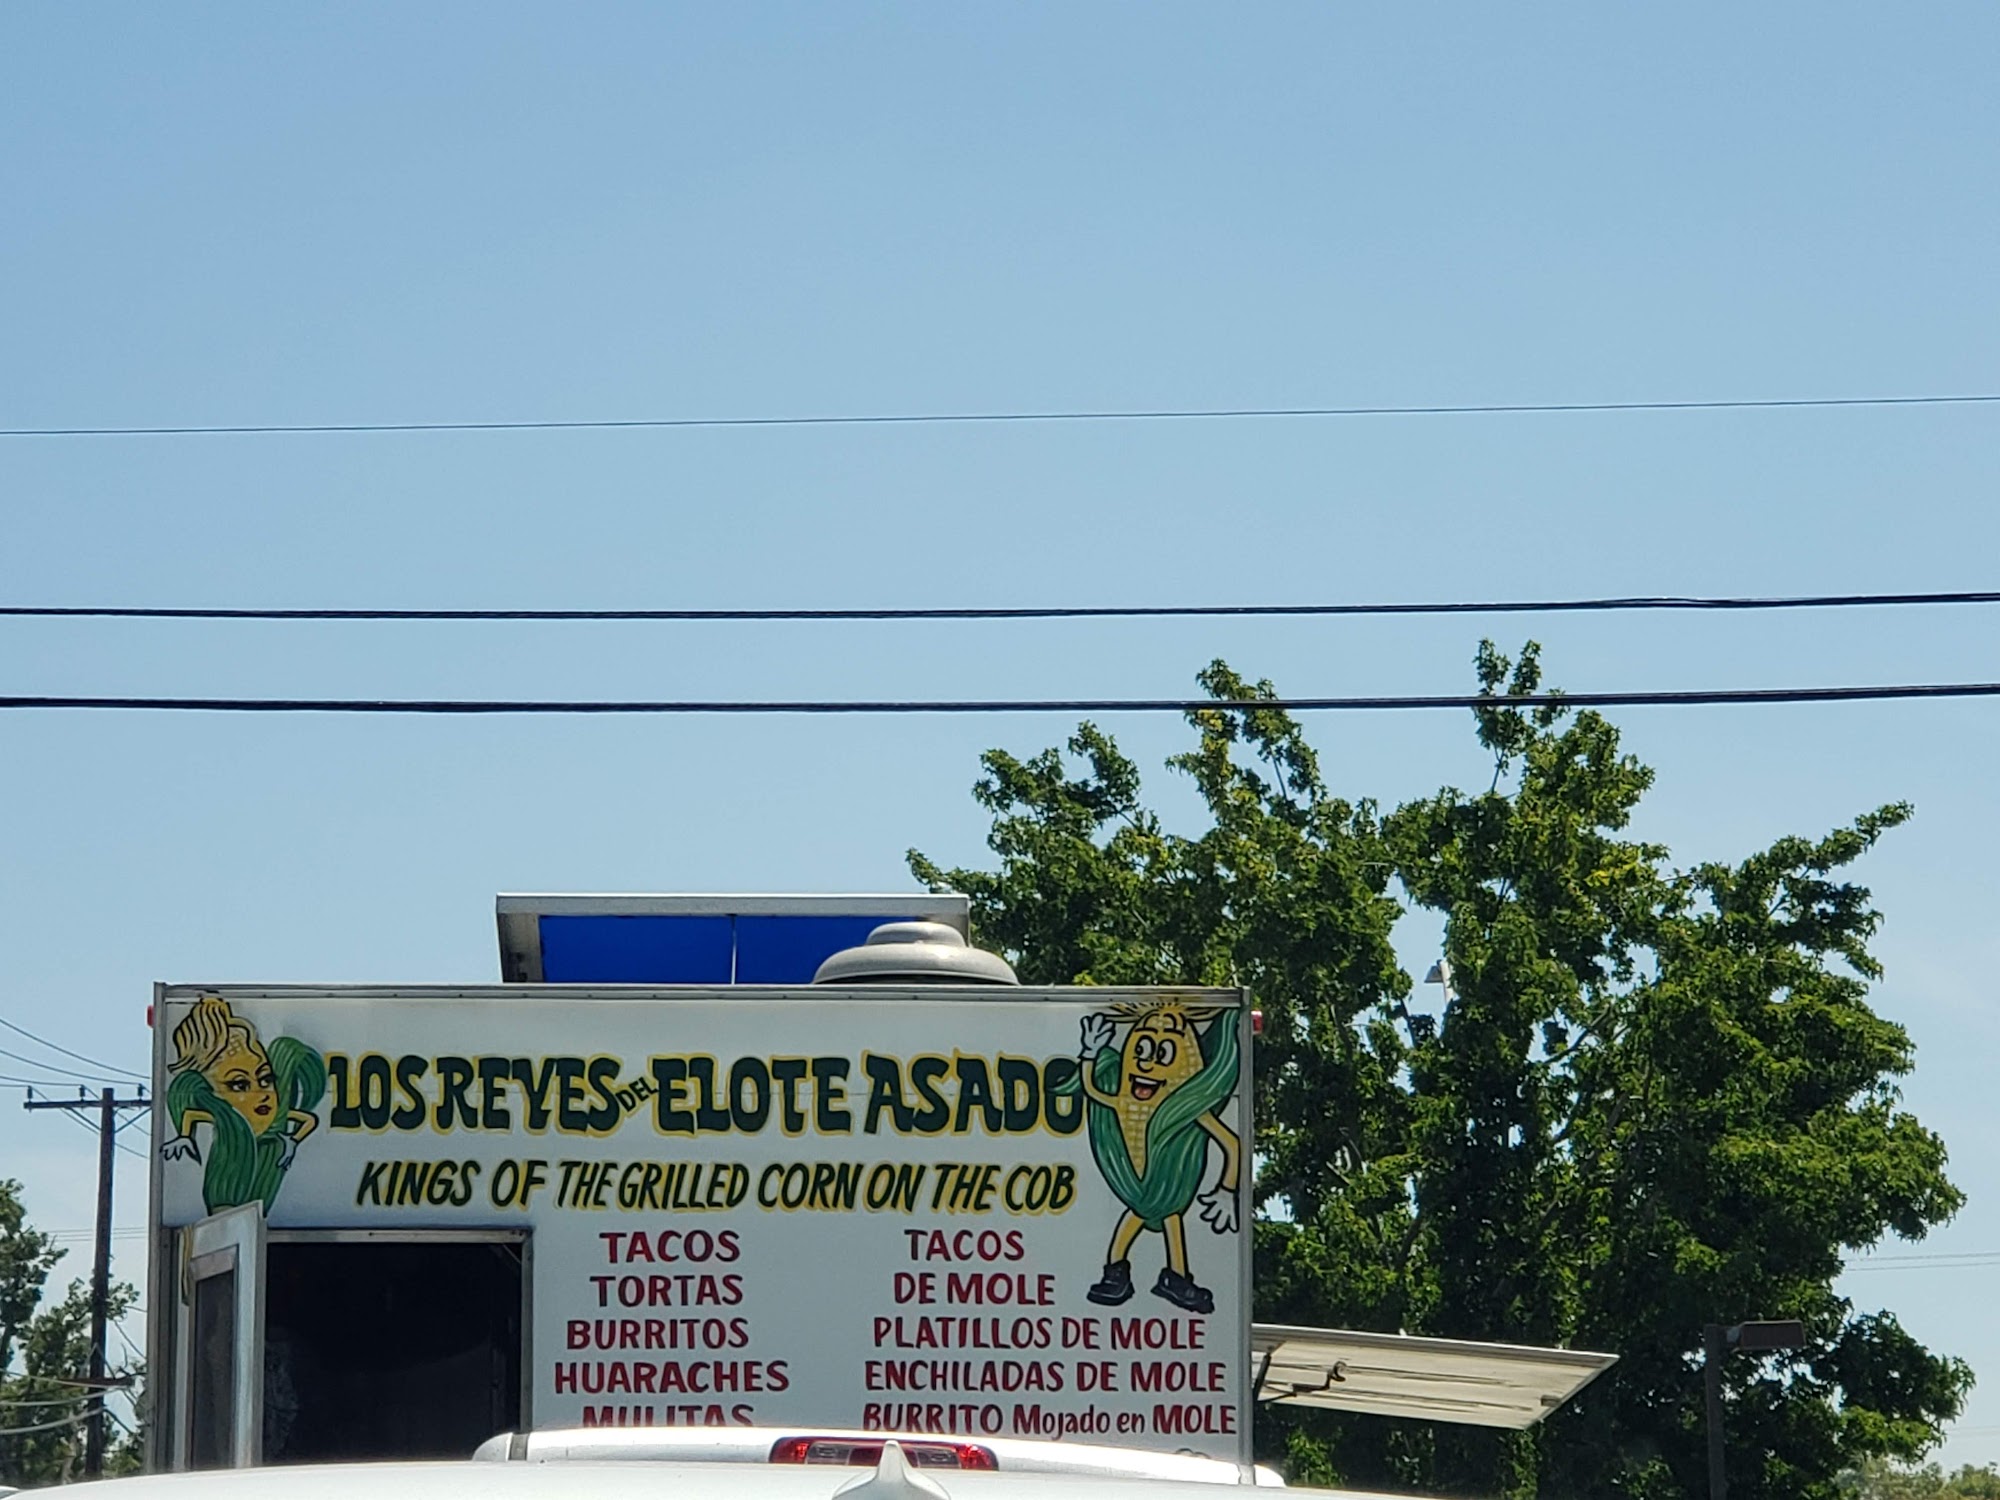 LOS REYES DEL ELOTE ASADO
KINGS OF THE GRILLED CORN ON THE COB
TACOS
TORTAS
BURRITOS
HUARACHES
MULITAS
TACOS
DE MOLE
PLATILLOS DE MOLE
ENCHILADAS DE MOLE
BURRITO Mojado en MOLE